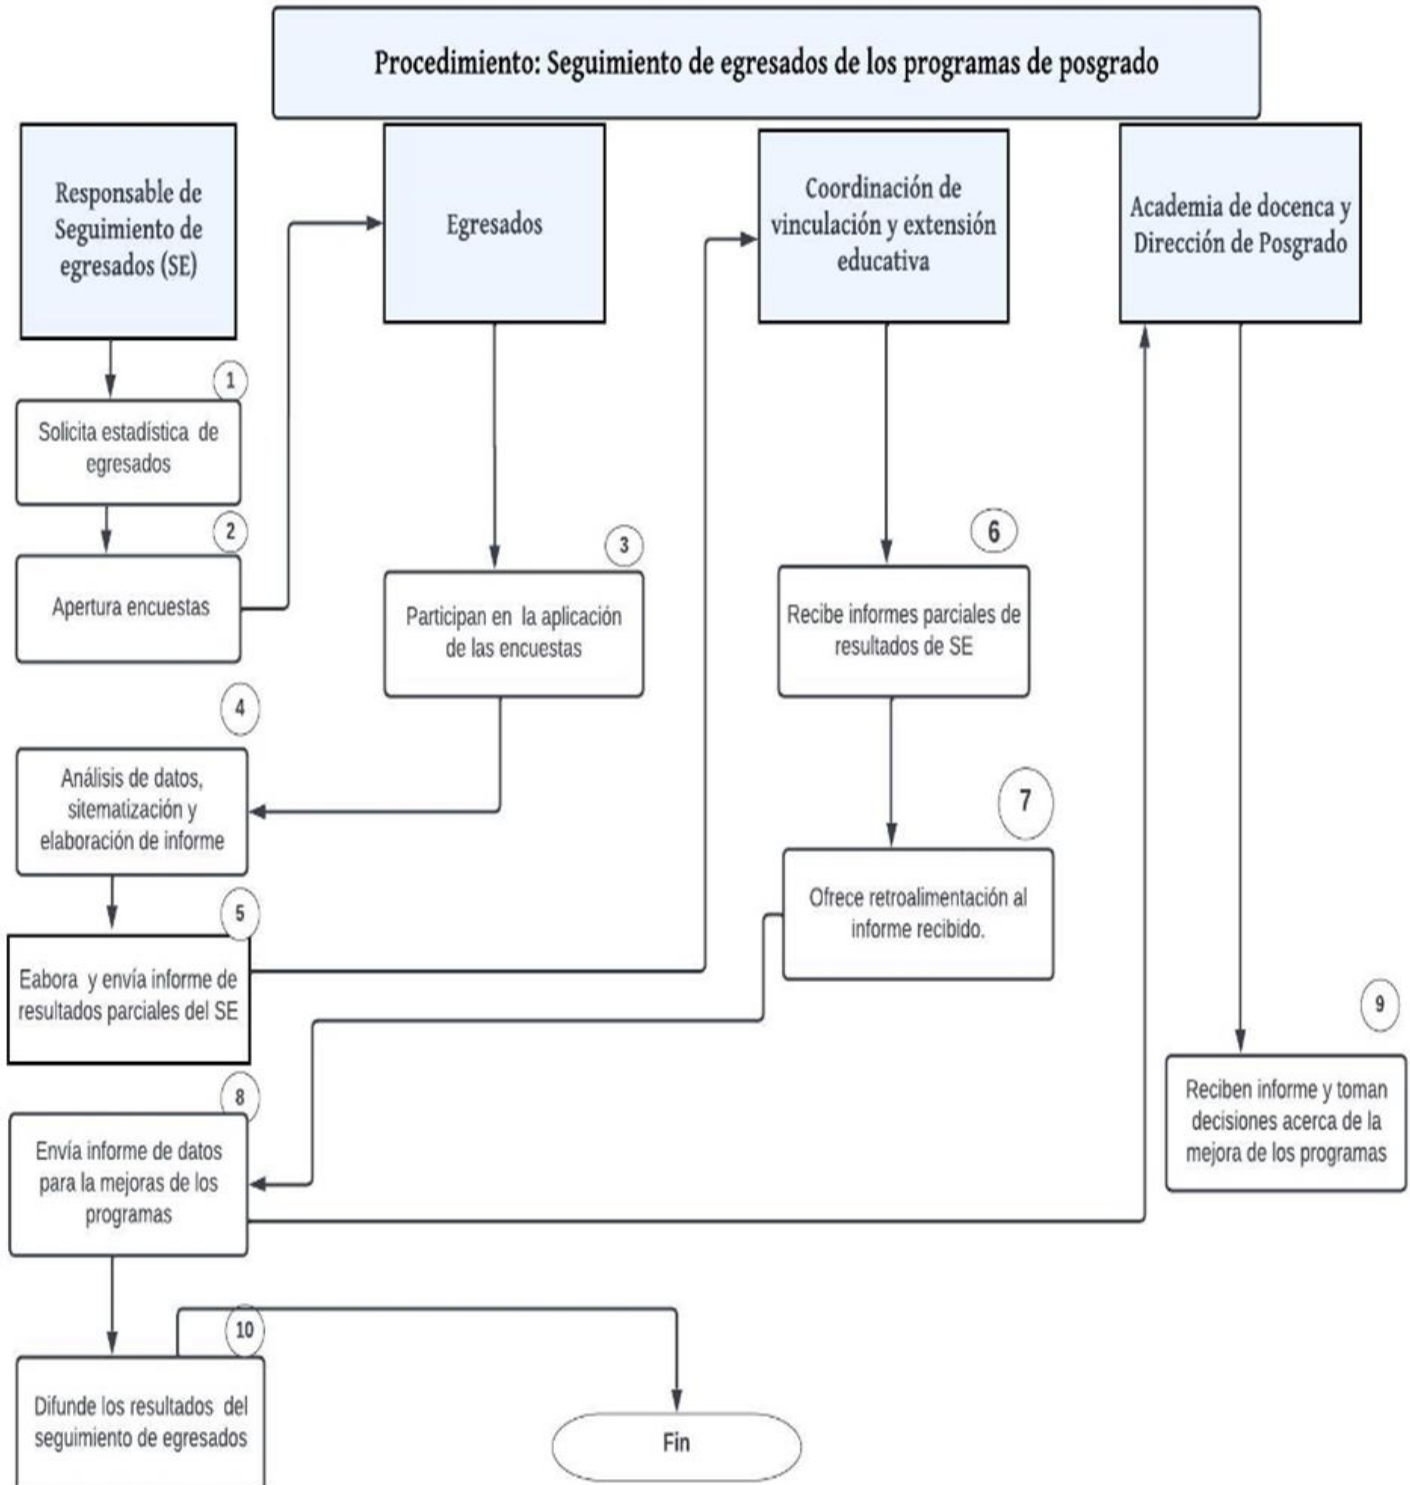 Procedimiento: Seguimiento de egresados de los programas de posgrado
Responsable de
Seguimiento de
egresados (SE)
Egresados
Coordinación de
vinculación y extensión
educativa
Academia de docenca y
Dirección de Posgrado
1
Solicita estadística de
egresados
2
Apertura encuestas
3
Participan en la aplicación
de las encuestas
4
Análisis de datos,
sitematización y
elaboración de informe
5
Eabora y envía informe de
resultados parciales del SE
6
Recibe informes parciales de
resultados de SE
7
Ofrece retroalimentación al
informe recibido.
8
Envía informe de datos
para la mejoras de los
programas
9
Reciben informe y toman
decisiones acerca de la
mejora de los programas
10
Difunde los resultados del
seguimiento de egresados
Fin